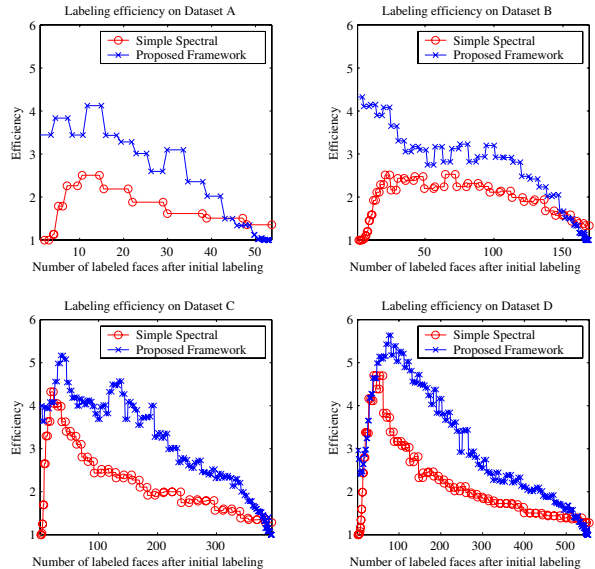 Labeling efficiency on Dataset A
6
5
4
3
2
1
Efficiency
Simple Spectral
Proposed Framework
10 20 30 40 50
Number of labeled faces after initial labeling
Labeling efficiency on Dataset B
6
5
4
3
2
1
Efficiency
Simple Spectral
Proposed Framework
50 100 150
Number of labeled faces after initial labeling
Labeling efficiency on Dataset C
6
5
4
3
2
1
Efficiency
Simple Spectral
Proposed Framework
100 200 300
Number of labeled faces after initial labeling
Labeling efficiency on Dataset D
6
5
4
3
2
1
Efficiency
Simple Spectral
Proposed Framework
100 200 300 400 500
Number of labeled faces after initial labeling